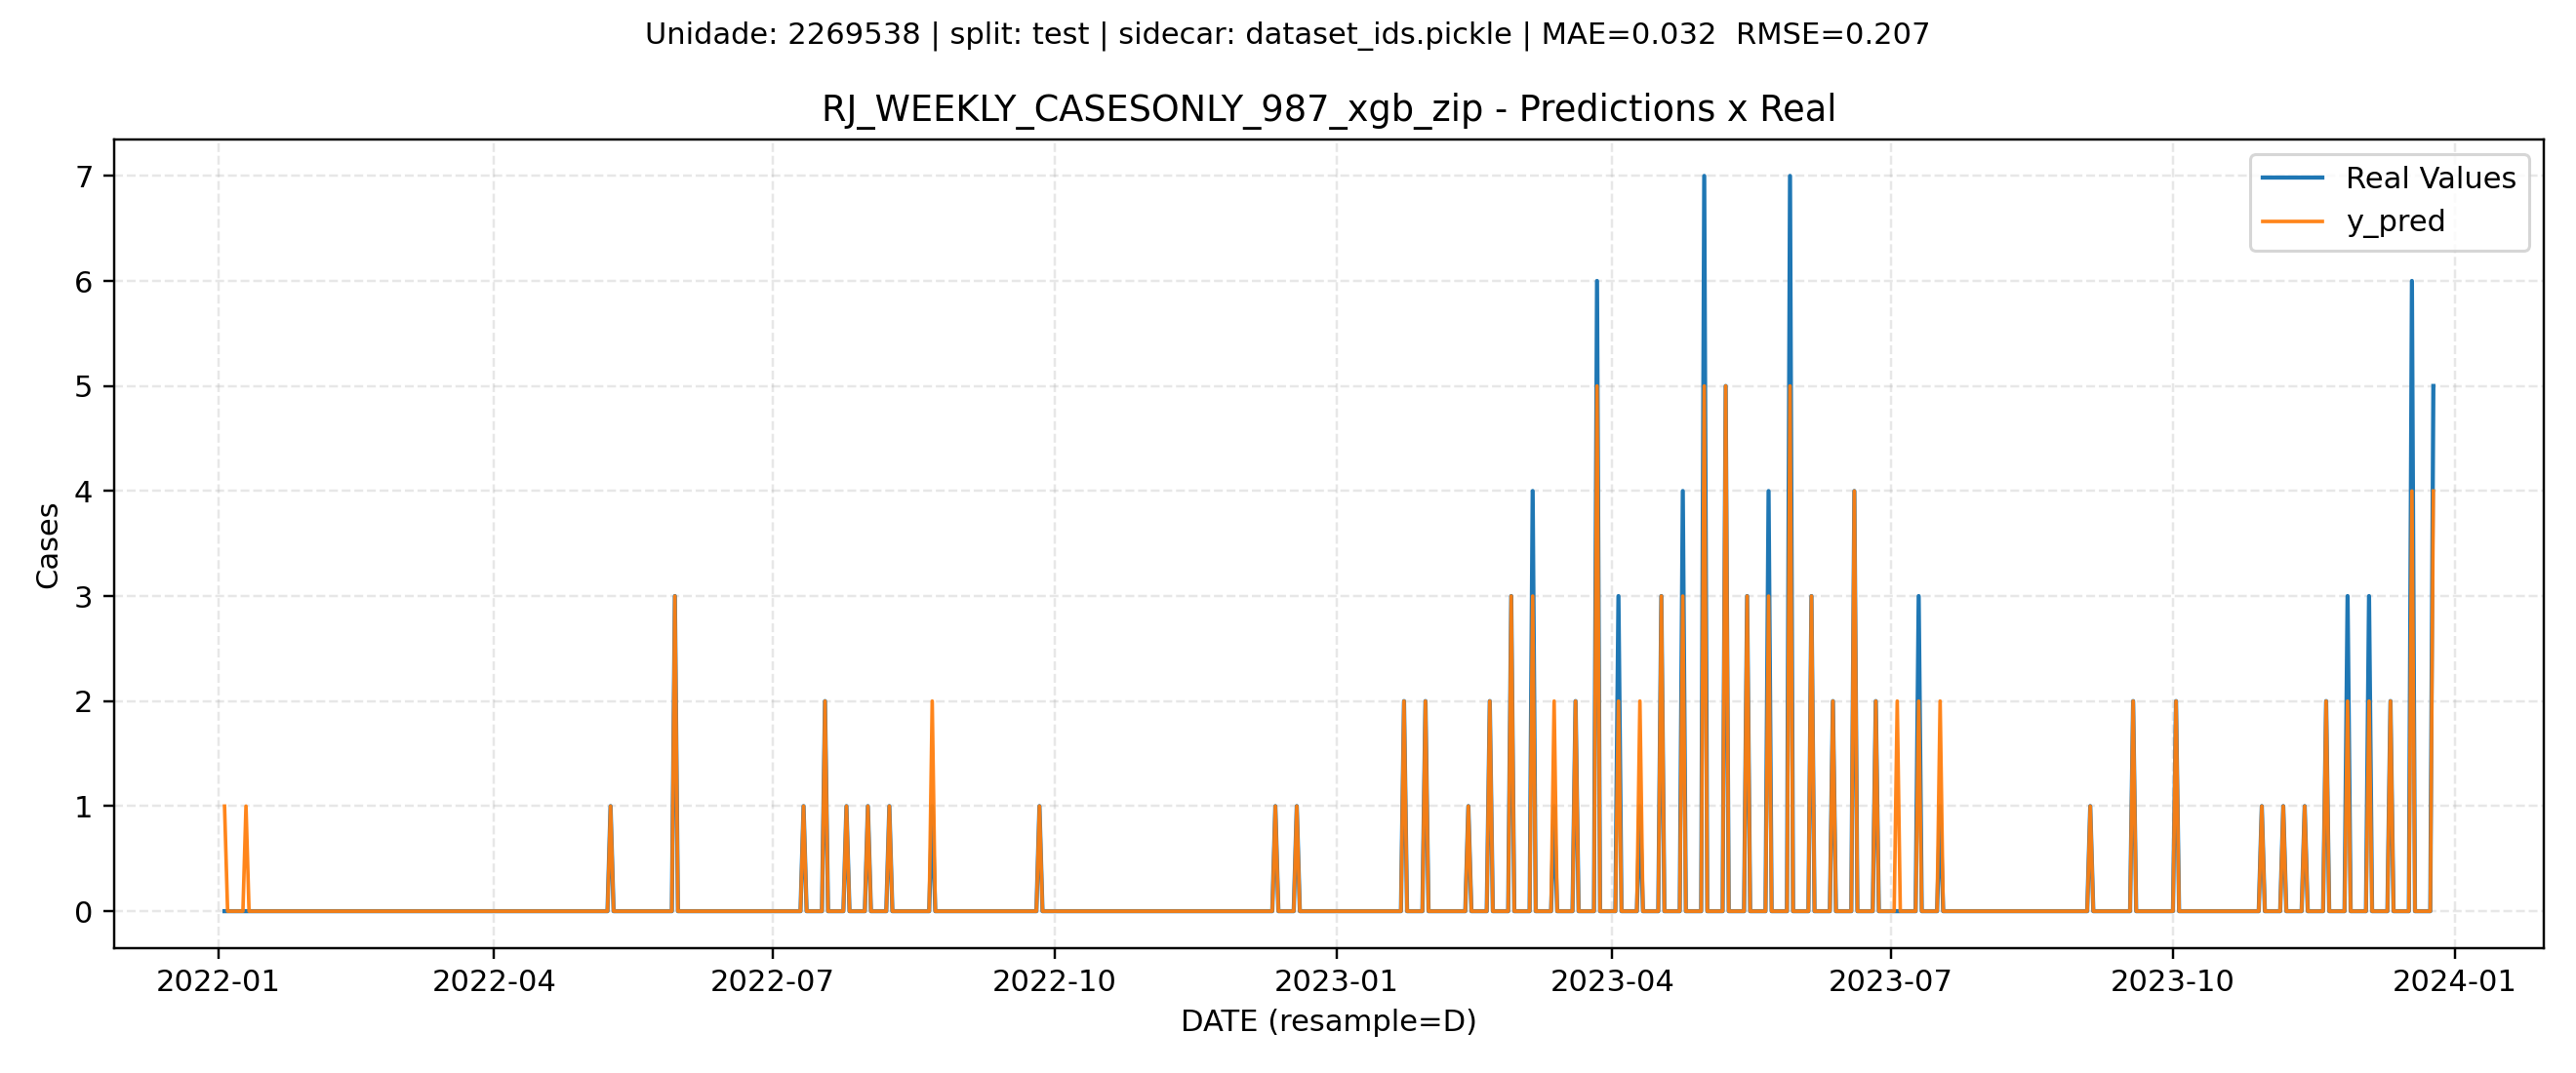 Unidade: 2269538 | split: test | sidecar: dataset_ids.pickle | MAE=0.032  RMSE=0.207
RJ_WEEKLY_CASESONLY_987_xgb_zip - Predictions x Real
Real Values
y_pred
7
6
5
4
3
2
1
0
Cases
2022-01
2022-04
2022-07
2022-10
2023-01
2023-04
2023-07
2023-10
2024-01
DATE (resample=D)